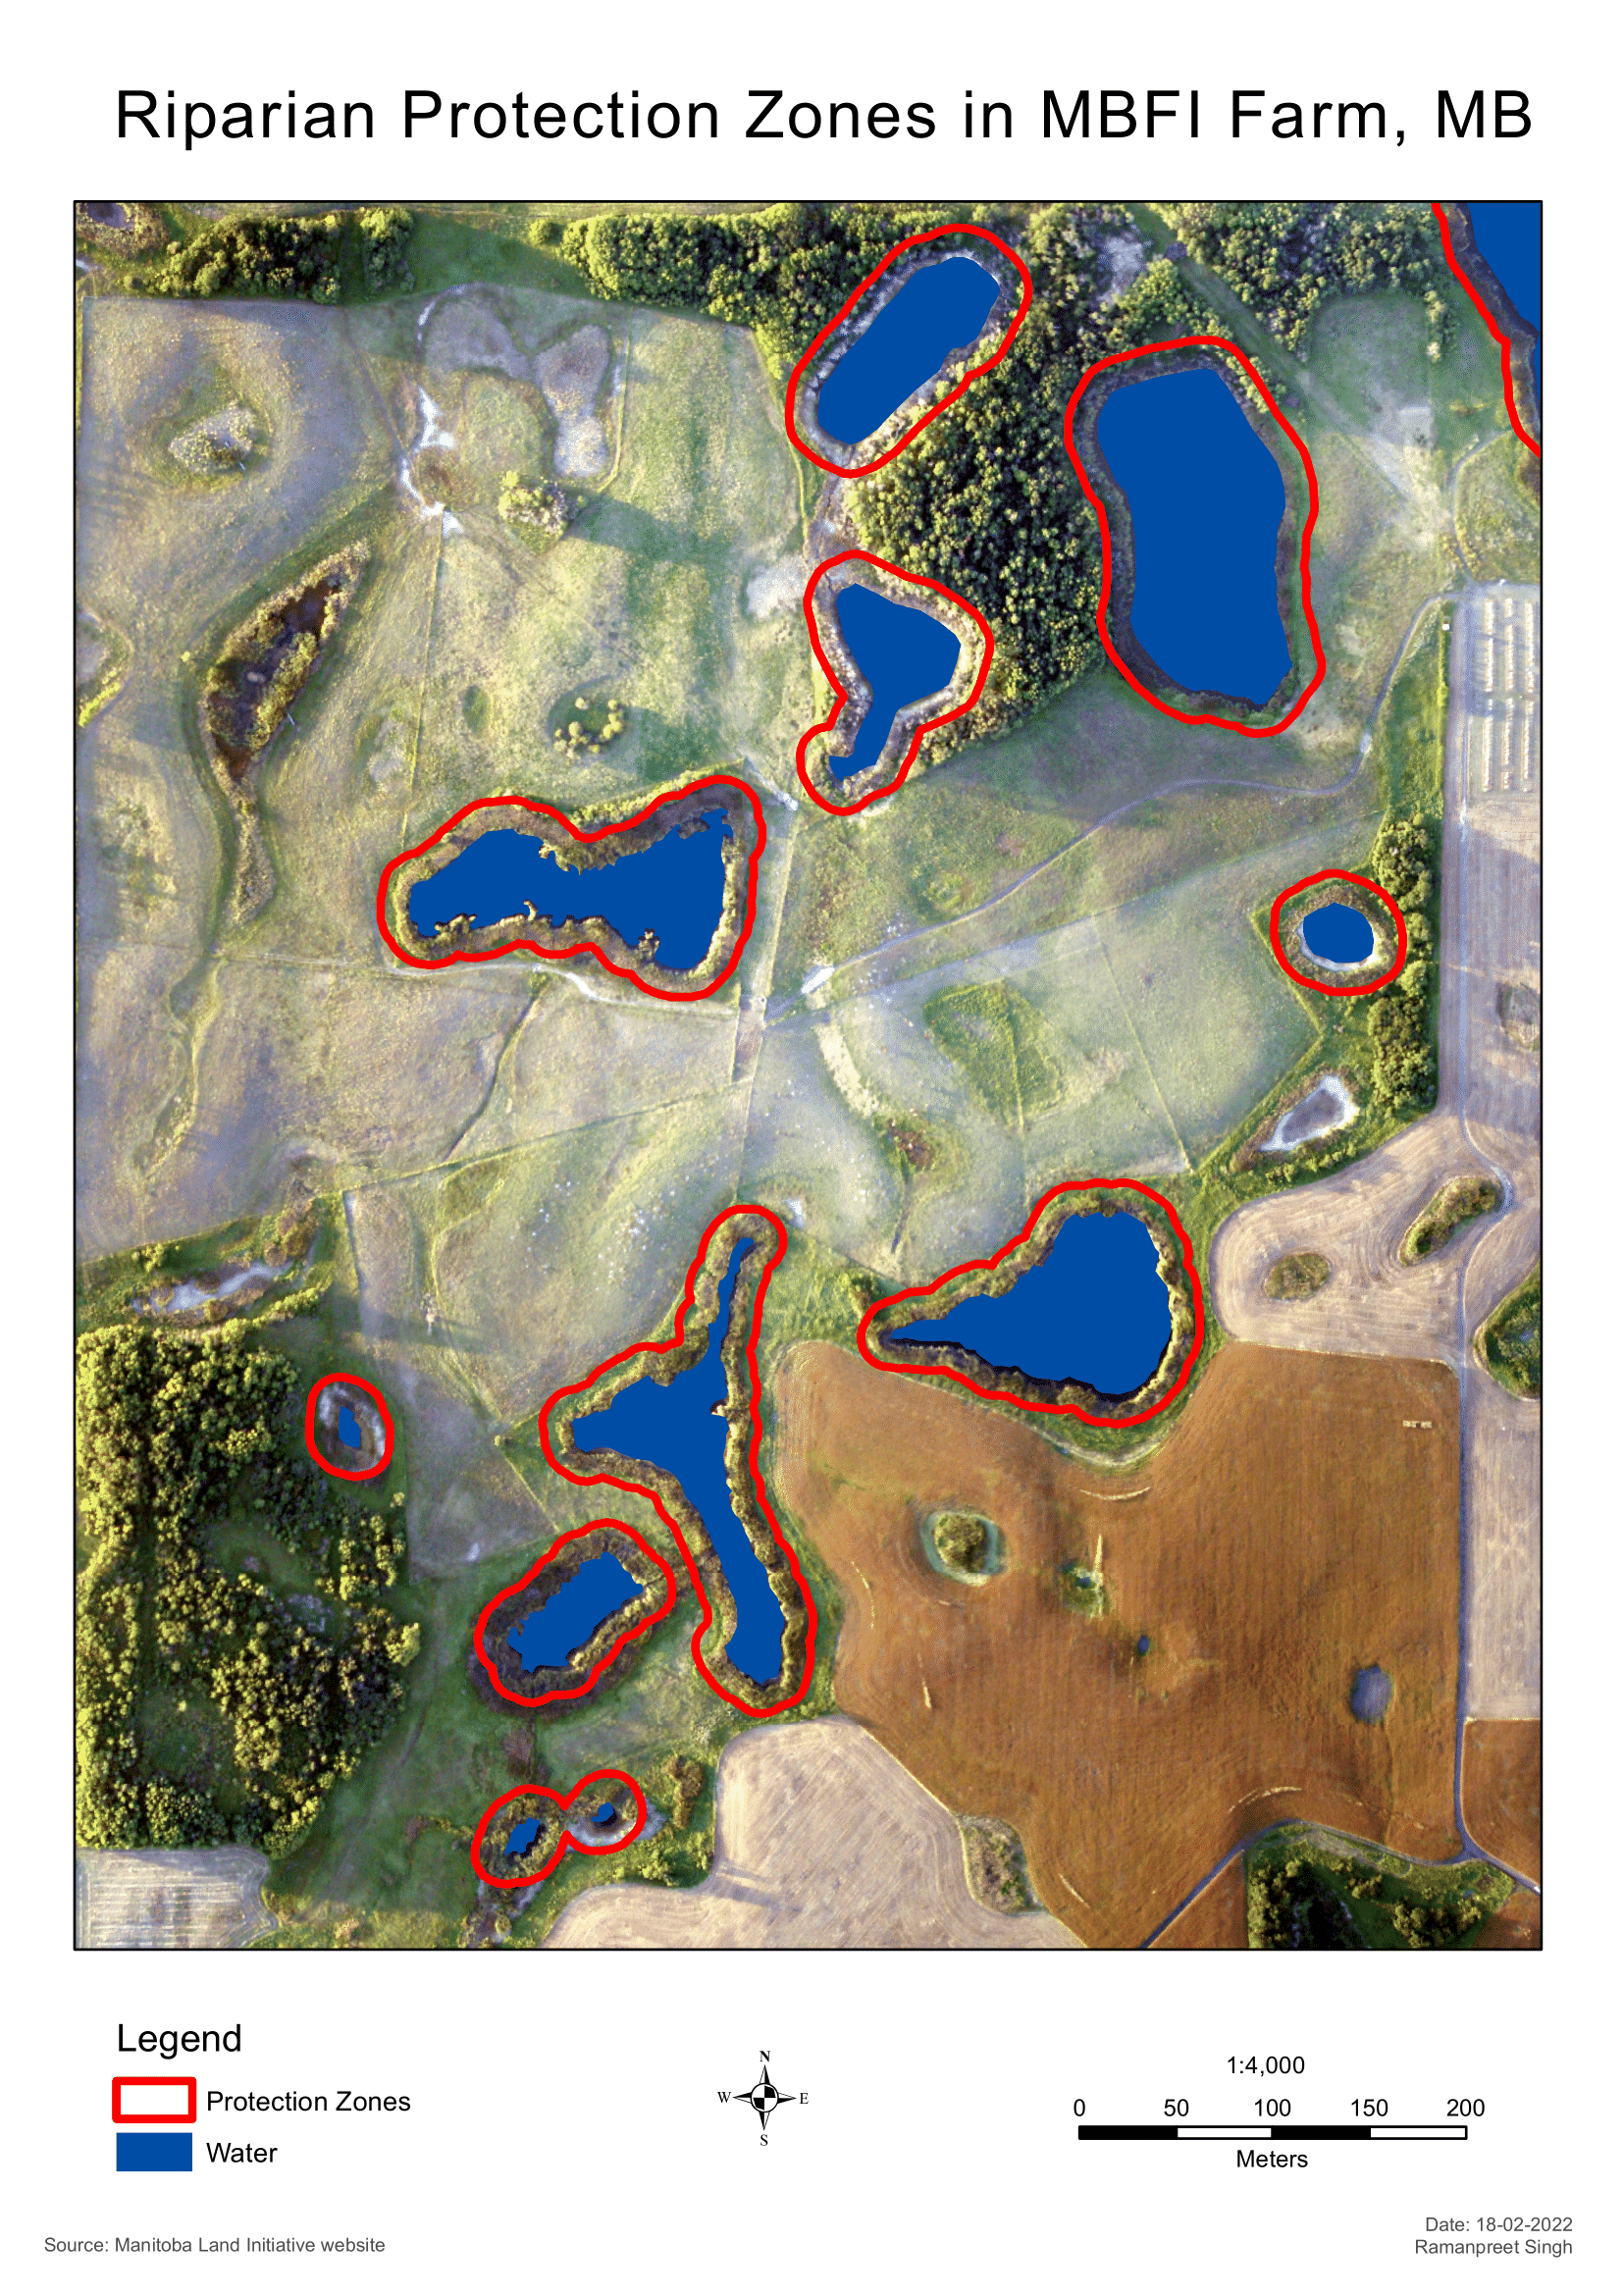 Riparian Protection Zones in MBFI Farm, MB
Legend
Protection Zones
Water
N
W E
S
1:4,000
0 50 100 150 200
Meters
Source: Manitoba Land Initiative website
Date: 18-02-2022
Ramanpreet Singh